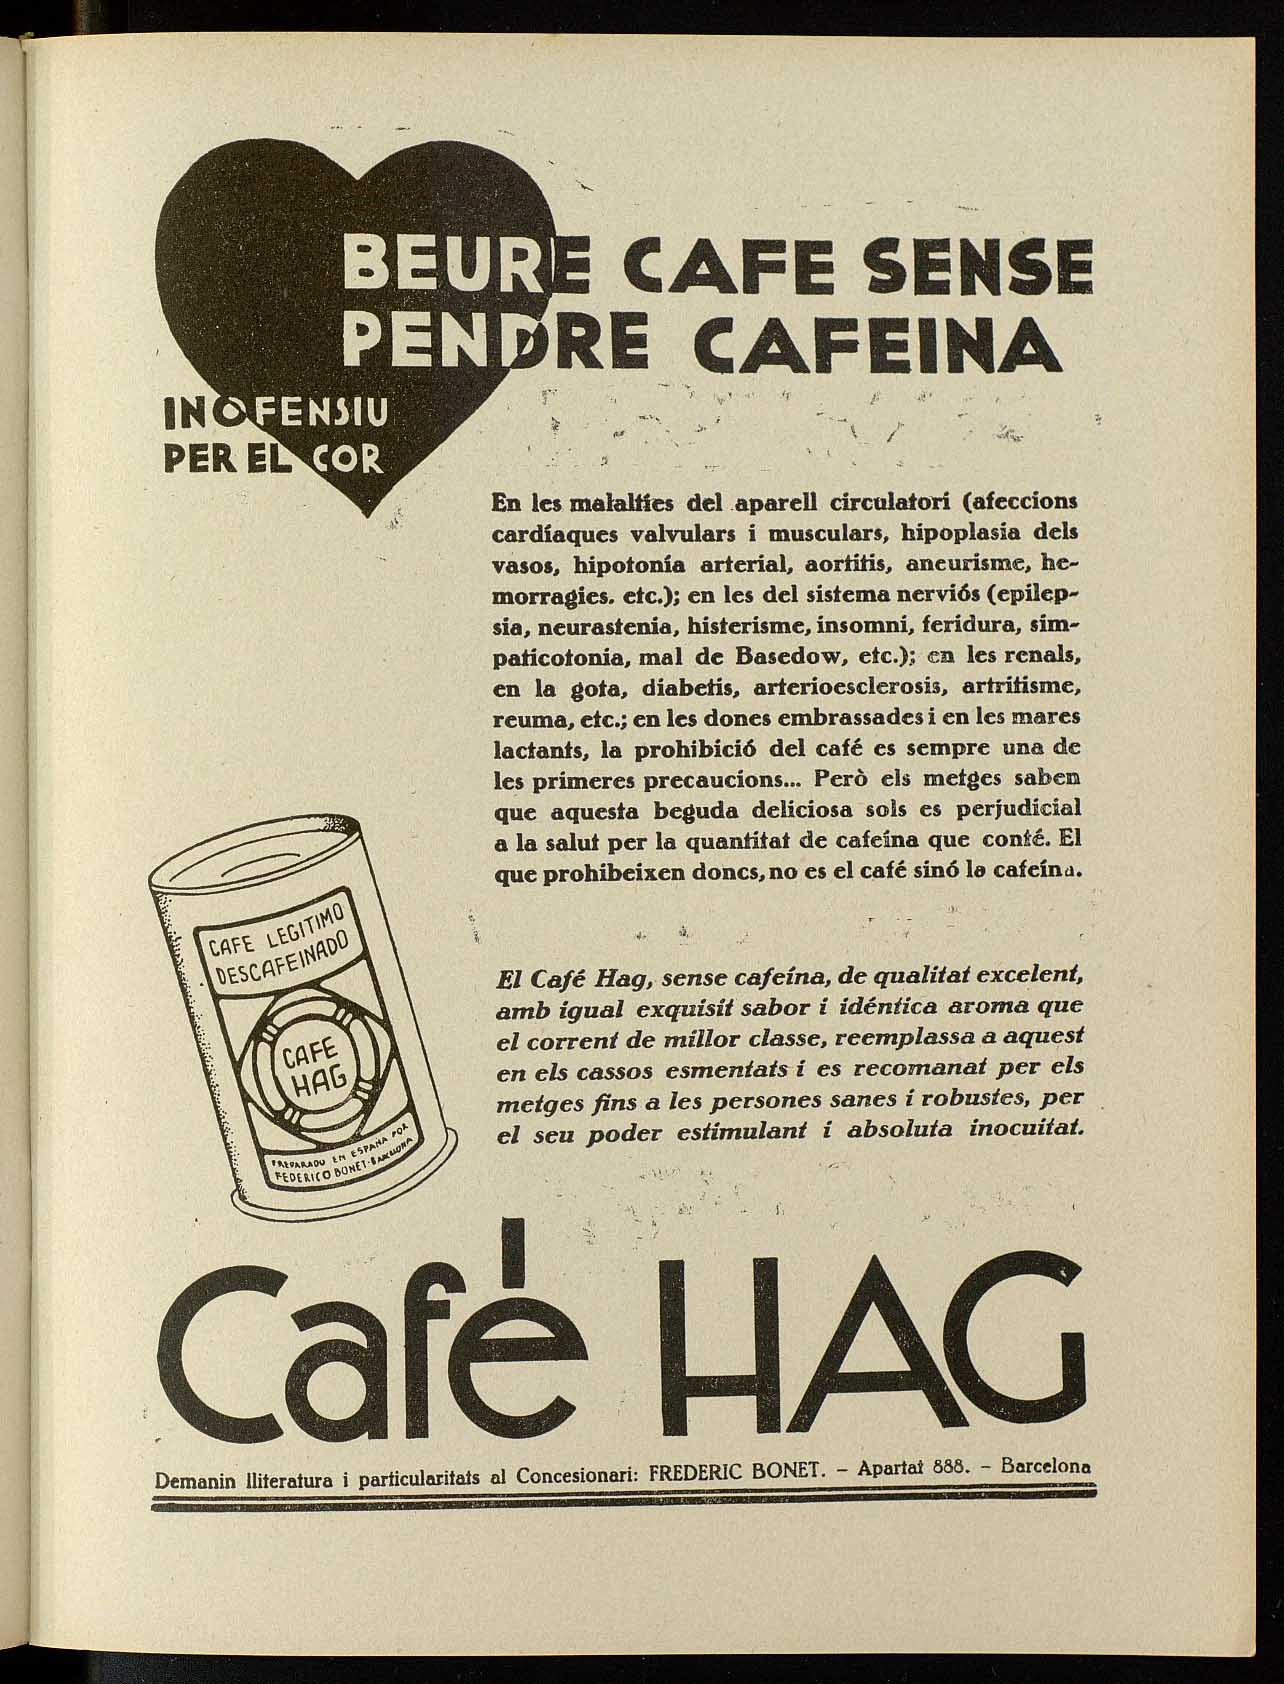 BEURE CAFE SENSE
PENDRE CAFEINA
INOFENSIU
PER EL COR
En les malalties del aparell circulatori (afeccions
cardíaques valvulars i musculars, hipoplasia dels
vasos, hipotonía arterial, aortitis, aneurisme, he-
morragies. etc.); en les del sistema nerviós (epilep-
sia, neurastenia, histerisme, insomni, feridura, sim-
paticotonia, mal de Basedow, etc.); en les renals,
en la gota, diabetis, arterioesclerosis, artritisme,
reuma, etc.; en les dones embrassades i en les mares
lactants, la prohibició del café es sempre una de
les primeres precaucions... Però els metges saben
que aquesta beguda deliciosa sols es perjudicial
a la salut per la quantitat de cafeína que conté. El
que prohibeixen doncs, no es el café sinó la cafeína.
CAFE LEGITIMO
DESCAFEINADO
CAFE
HAG
PREPARADO EN ESPAÑA POR
FEDERICO BONET-BARCELONA
El Café Hag, sense cafeína, de qualitat excelent,
amb igual exquisit sabor i idéntica aroma que
el corrent de millor classe, reemplassa a aquest
en els cassos esmentats i es recomanat per els
metges fins a les persones sanes i robustes, per
el seu poder estimulant i absoluta inocuitat.
Café HAG
Demanin lliteratura i particularitats al Concesionari: FREDERIC BONET. - Apartat 888. - Barcelona